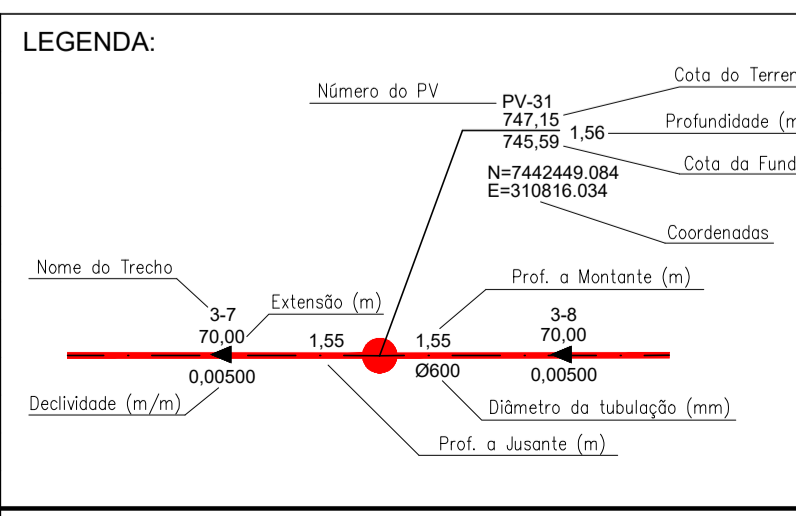 LEGENDA:
Número do PV
PV-31
747,15
745,59
1,56
Cota do
Profundidade
Cota da
N=7442449.084
E=310816.034
Coordenadas
Nome do Trecho
Extensão (m)
Prof. a Montante (m)
3-7
70,00
1,55
1,55
3-8
70,00
0,00500
Ø600
0,00500
Declividade (m/m)
Diâmetro da tubulação (mm)
Prof. a Jusante (m)